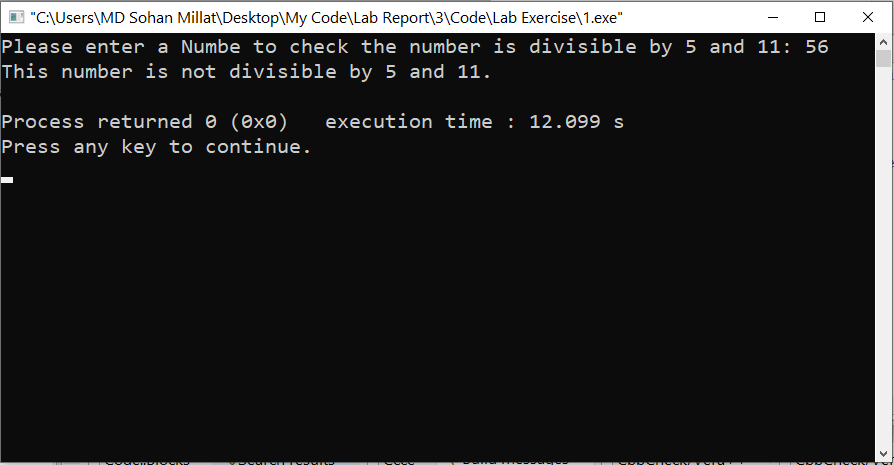 "C:\Users\MD Sohan Millat\Desktop\My Code\Lab Report\3\Code\Lab Exercise\1.exe"
Please enter a Numbe to check the number is divisible by 5 and 11: 56
This number is not divisible by 5 and 11.
Process returned 0 (0x0)   execution time : 12.099 s
Press any key to continue.